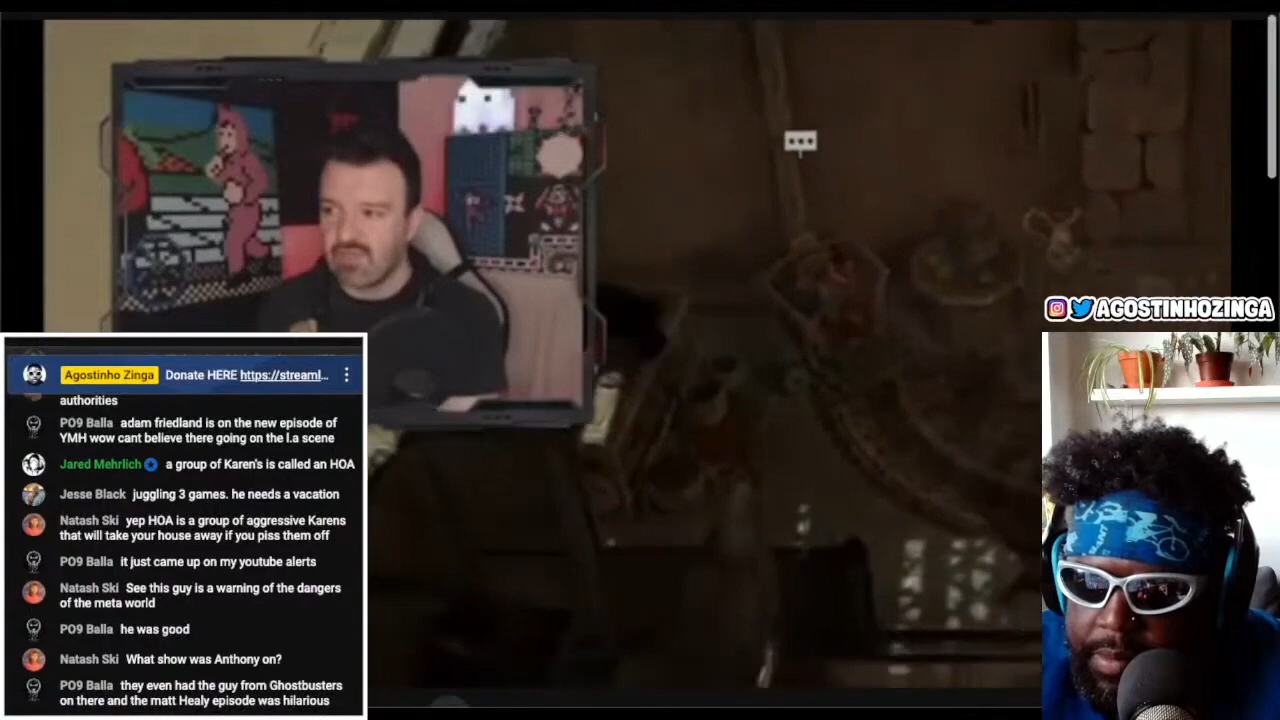 AGOSTINHOZINGA
Agostinho Zinga Donate HERE https://streaml...
authorities
PO9 Balla adam friedland is on the new episode of
YMH wow cant believe there going on the l.a scene
Jared Mehrlich a group of Karen's is called an HOA
Jesse Black juggling 3 games. he needs a vacation
Natash Ski yep HOA is a group of aggressive Karens
that will take your house away if you piss them off
PO9 Balla it just came up on my youtube alerts
Natash Ski See this guy is a warning of the dangers
of the meta world
PO9 Balla he was good
Natash Ski What show was Anthony on?
PO9 Balla they even had the guy from Ghostbusters
on there and the matt Healy episode was hilarious